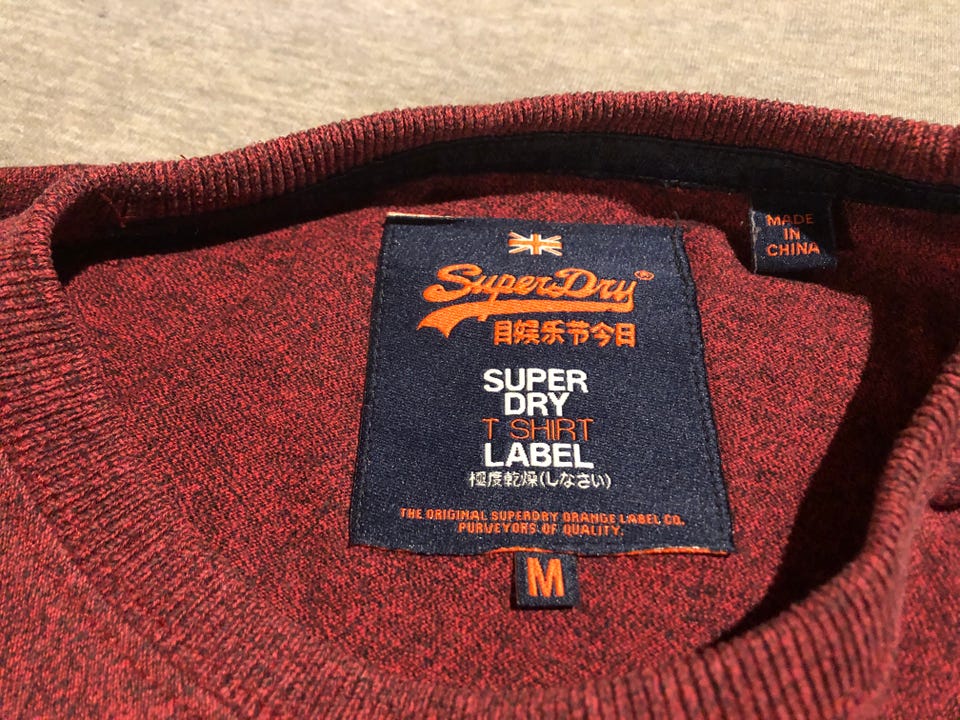 SuperDry®
目娱乐节今日
SUPER
DRY
T SHIRT
LABEL
極度乾燥(しなさい)
THE ORIGINAL SUPERDRY ORANGE LABEL CO.
PURVEYORS OF QUALITY.
M
MADE
IN
CHINA